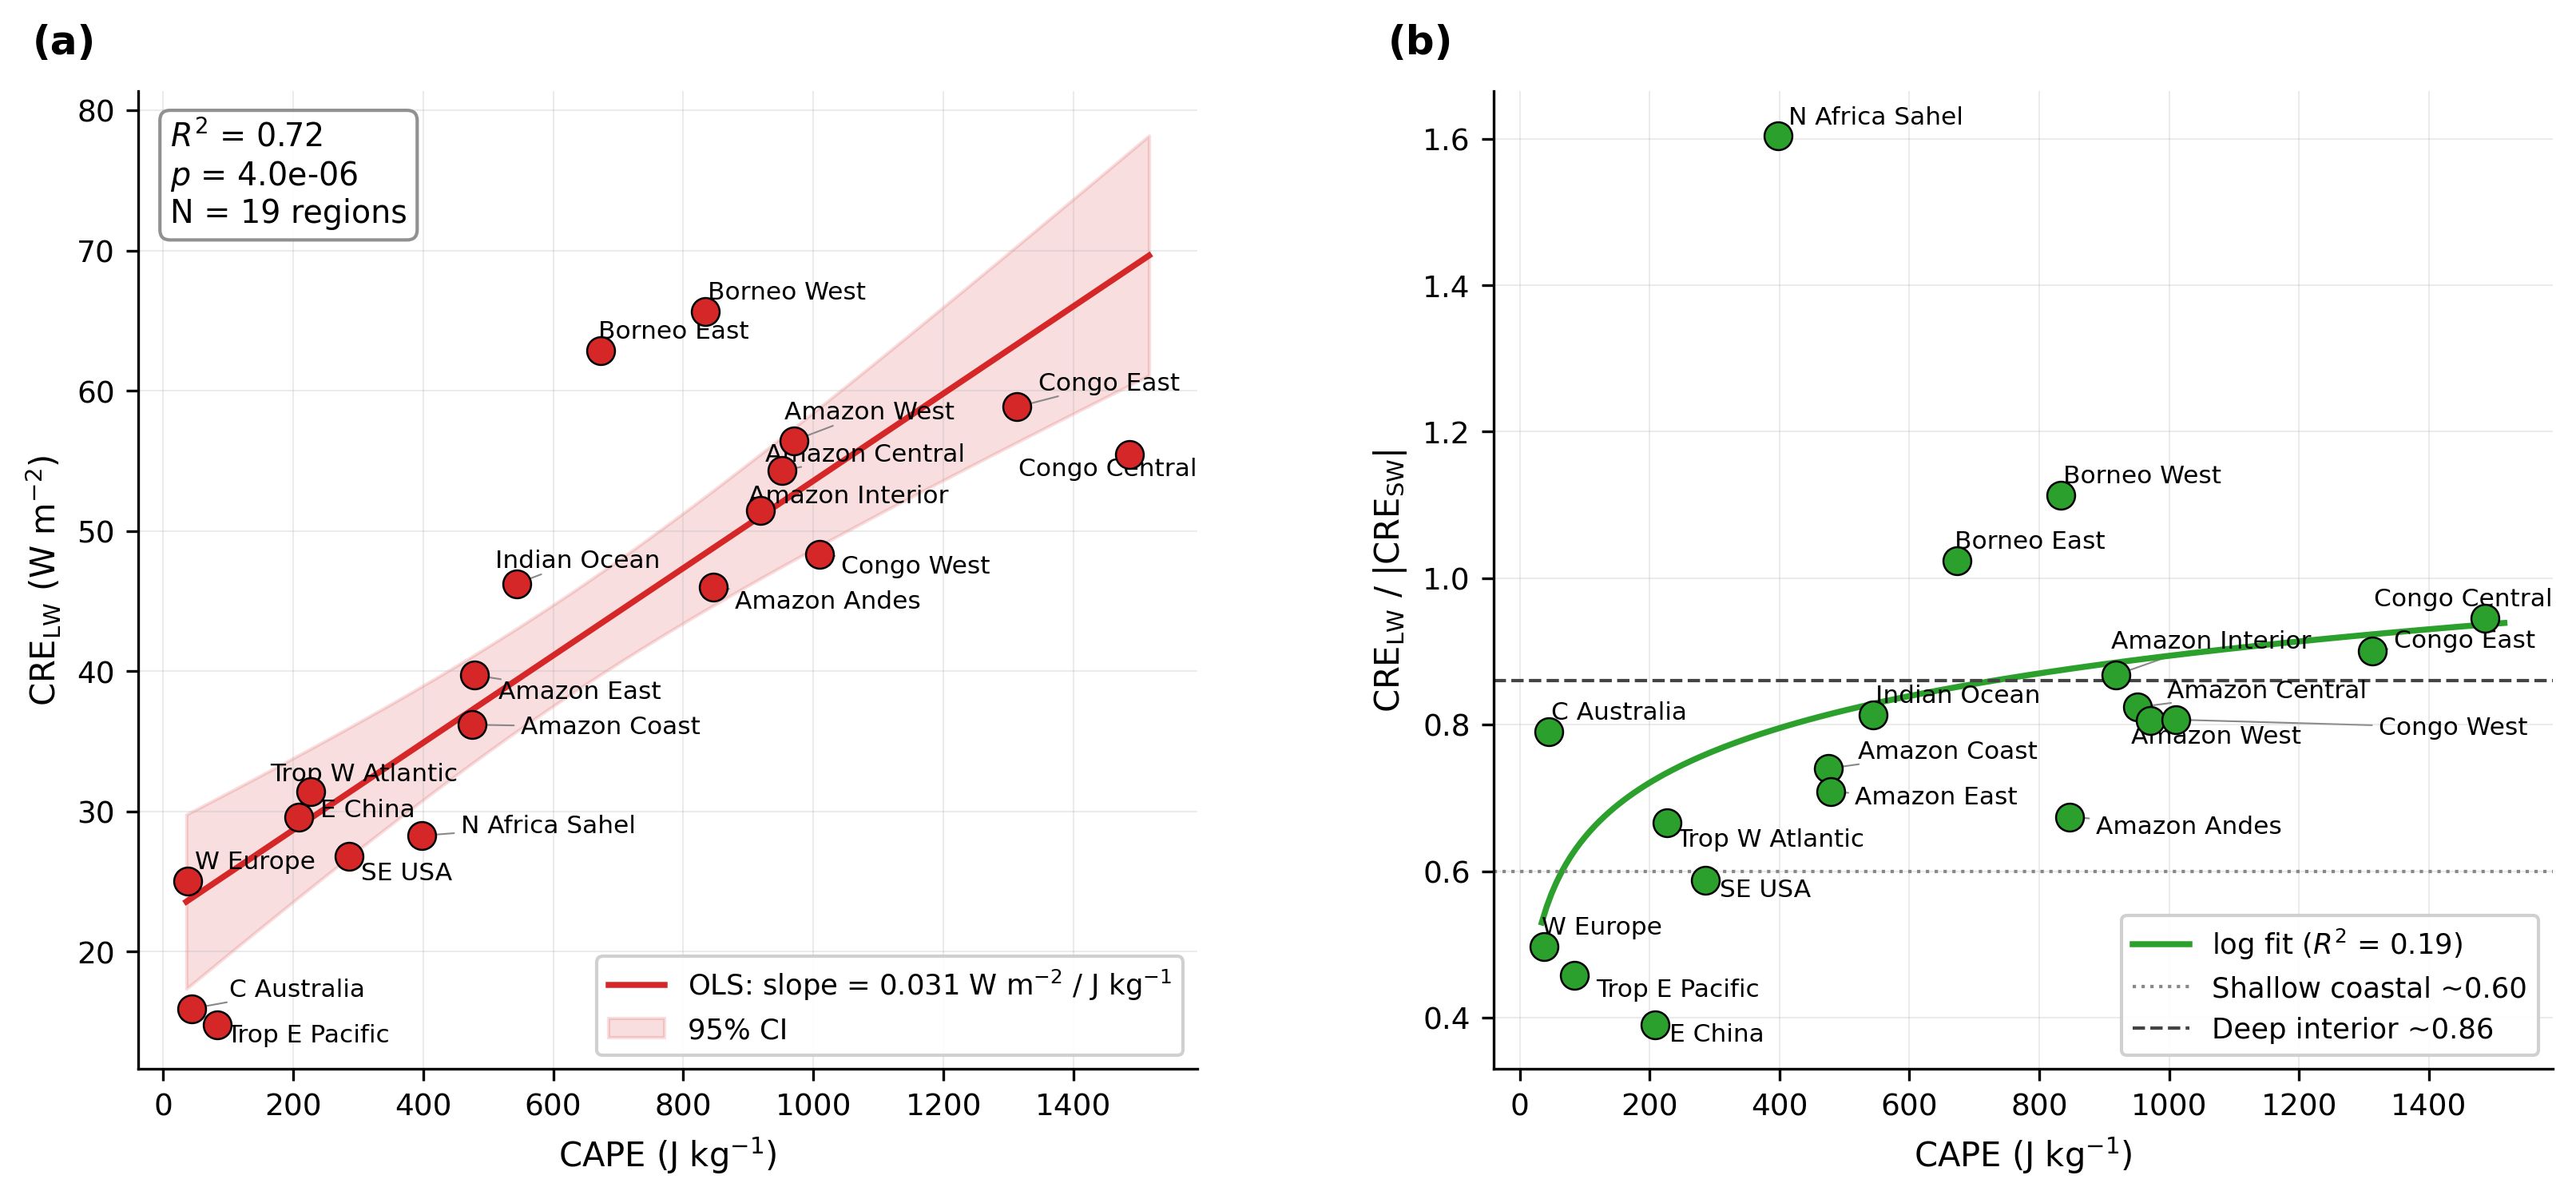 (a)
R² = 0.72
p = 4.0e-06
N = 19 regions
80
70
60
50
40
30
20
CRE_LW (W m⁻²)
Borneo West
Borneo East
Congo East
Amazon West
Amazon Central
Congo Central
Amazon Interior
Indian Ocean
Congo West
Amazon Andes
Amazon East
Amazon Coast
Trop W Atlantic
E China
N Africa Sahel
W Europe
SE USA
C Australia
Trop E Pacific
OLS: slope = 0.031 W m⁻² / J kg⁻¹
95% CI
0 200 400 600 800 1000 1200 1400
CAPE (J kg⁻¹)
(b)
1.6
1.4
1.2
1.0
0.8
0.6
0.4
CRE_LW / |CRE_SW|
N Africa Sahel
Borneo West
Borneo East
Congo Central
Amazon Interior
Congo East
Indian Ocean
Amazon Central
C Australia
Congo West
Amazon West
Amazon Coast
Amazon East
Amazon Andes
Trop W Atlantic
SE USA
W Europe
Trop E Pacific
E China
log fit (R² = 0.19)
Shallow coastal ~0.60
Deep interior ~0.86
0 200 400 600 800 1000 1200 1400
CAPE (J kg⁻¹)